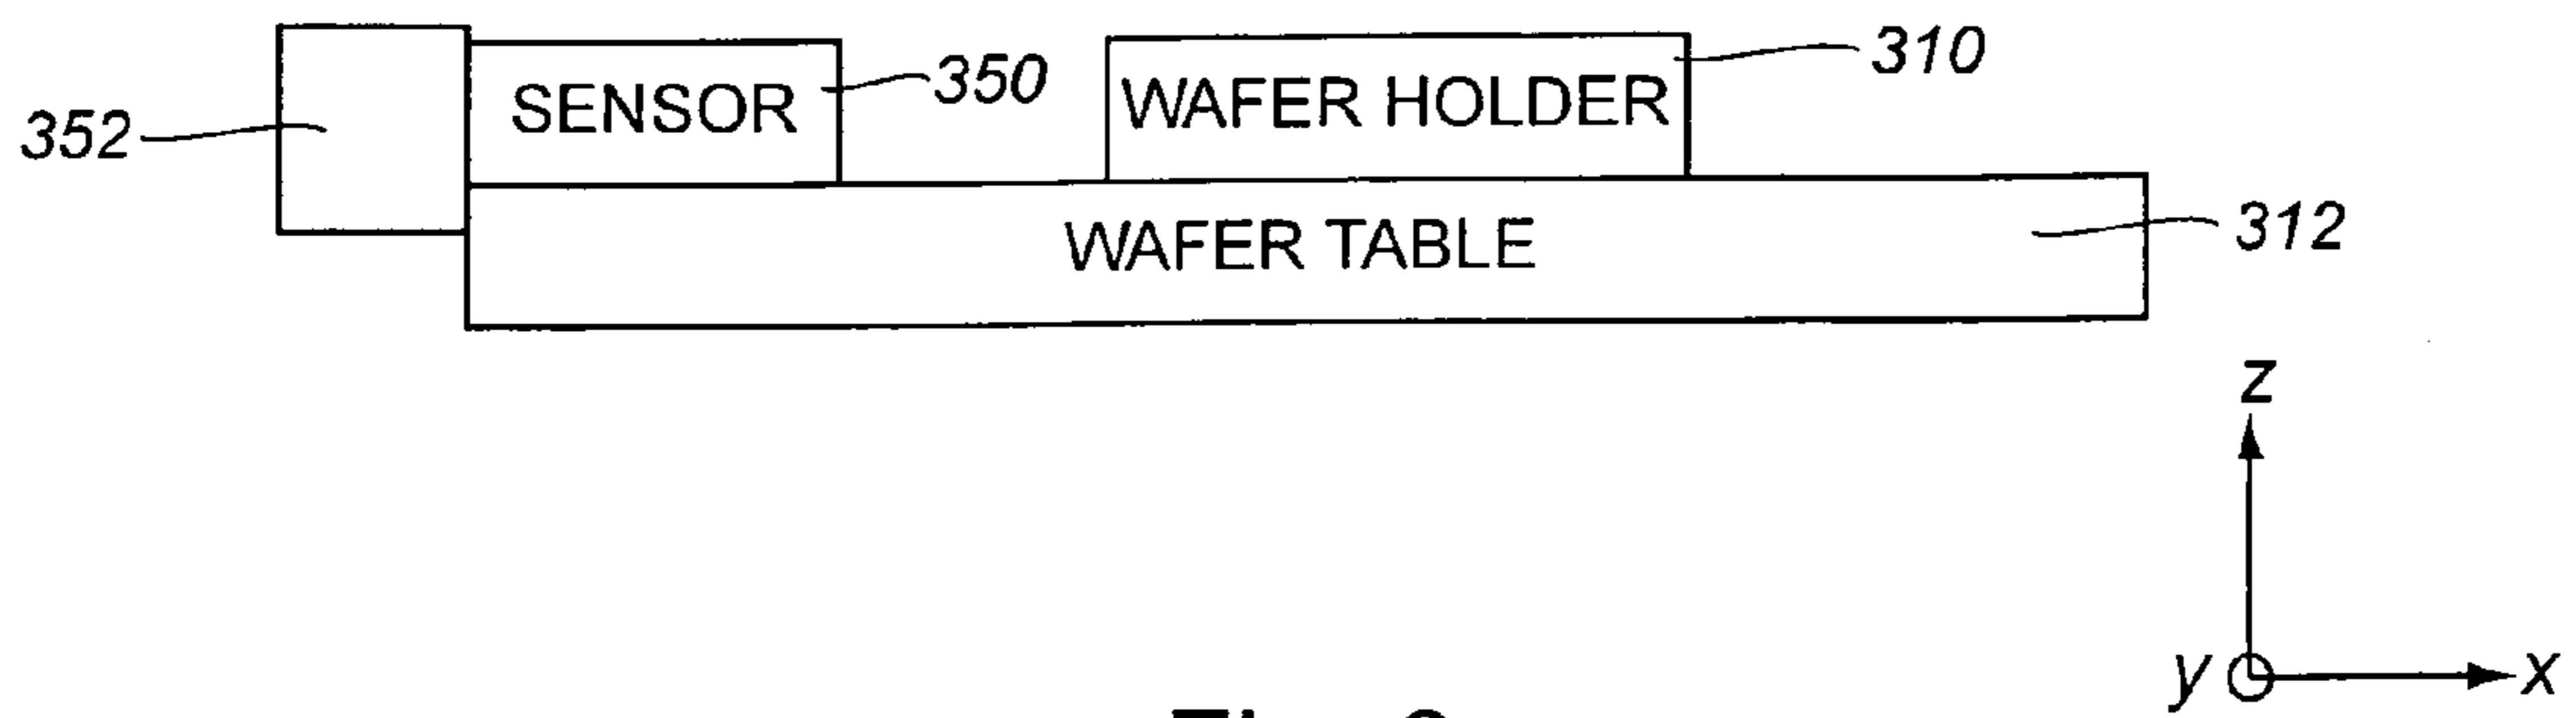 352
SENSOR
350
WAFER HOLDER
310
WAFER TABLE
312
z
y
x